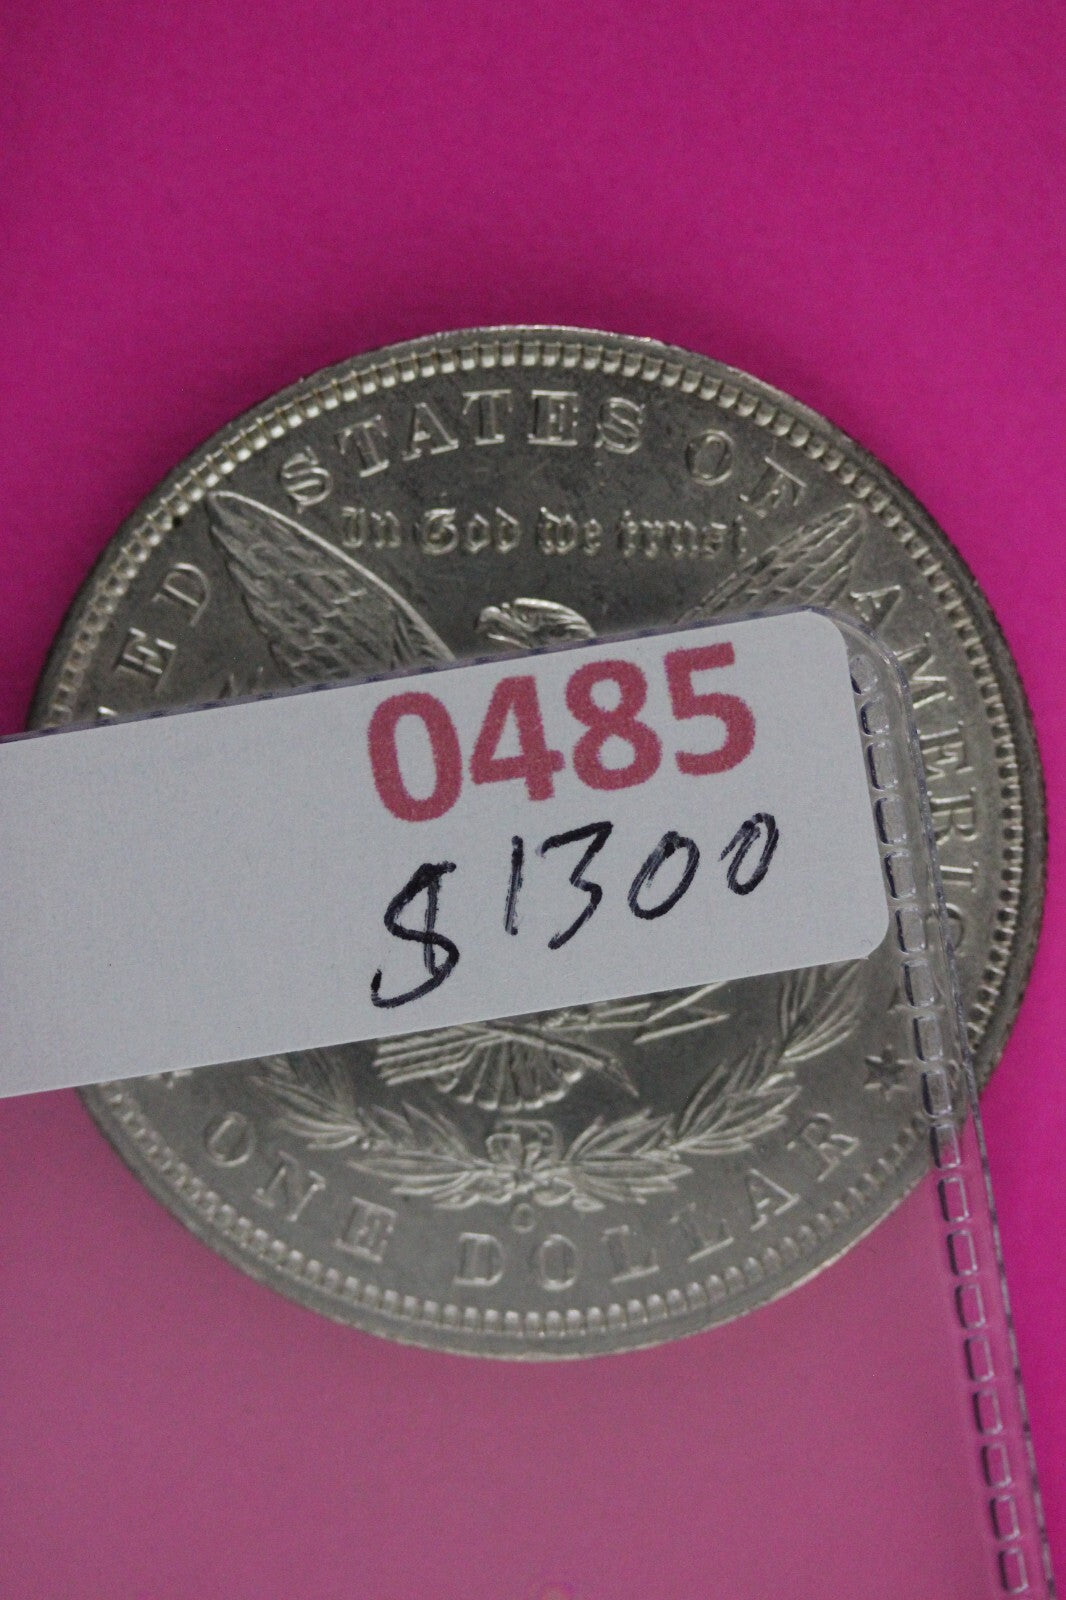 STATES OF AMERIC
ED
In God We trust
0485
$1300
ONE DOLLAR
O